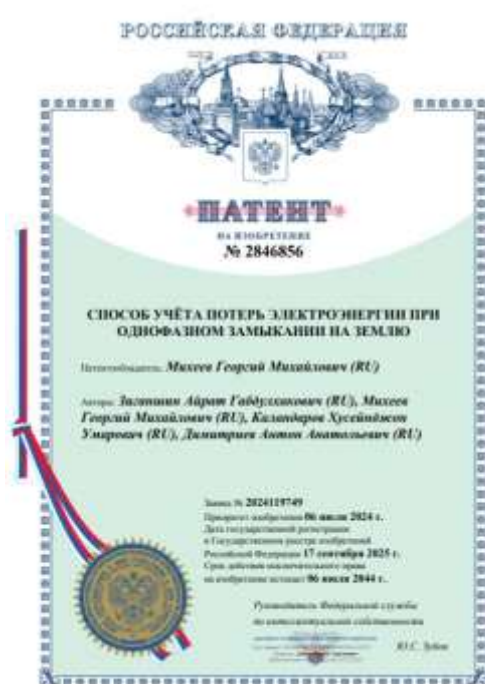 РОССИЙСКАЯ ФЕДЕРАЦИЯ
ПАТЕНТ
НА ИЗОБРЕТЕНИЕ
№ 2846856
СПОСОБ УЧЁТА ПОТЕРЬ ЭЛЕКТРОЭНЕРГИИ ПРИ
ОДНОФАЗНОМ ЗАМЫКАНИИ НА ЗЕМЛЮ
Патентообладатель: Михеев Георгий Михайлович (RU)
Авторы: Зиганшин Айрат Габдулхакович (RU), Михеев
Георгий Михайлович (RU), Каландаров Хусейнджон
Умарович (RU), Димитриев Антон Анатольевич (RU)
Заявка № 2024119749
Приоритет изобретения 06 июля 2024 г.
Дата государственной регистрации
в Государственном реестре изобретений
Российской Федерации 17 сентября 2025 г.
Срок действия исключительного права
на изобретение истекает 06 июля 2044 г.
Руководитель Федеральной службы
по интеллектуальной собственности
Ю.С. Зубов